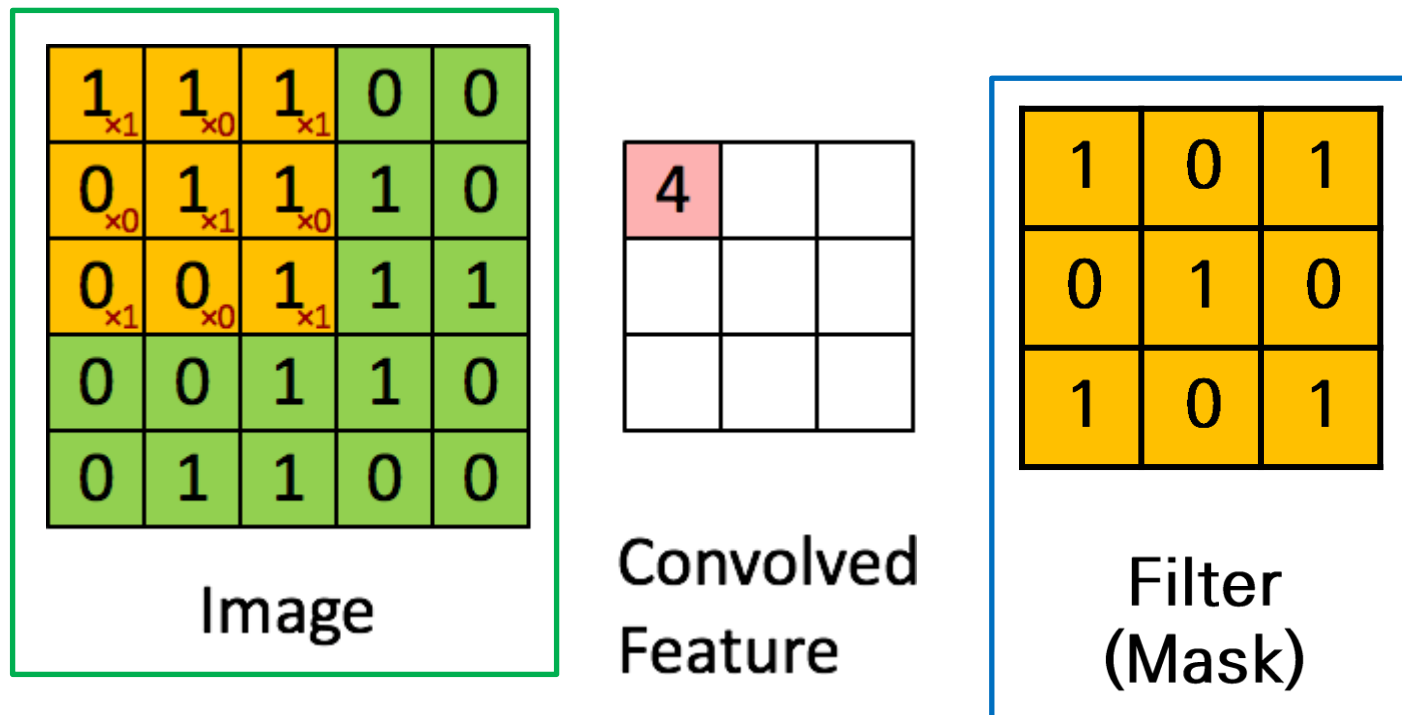 1×1 1×0 1×1 0 0
0×0 1×1 1×0 1 0
0×1 0×0 1×1 1 1
0 0 1 1 0
0 1 1 0 0
Image
4
Convolved
Feature
1 0 1
0 1 0
1 0 1
Filter
(Mask)